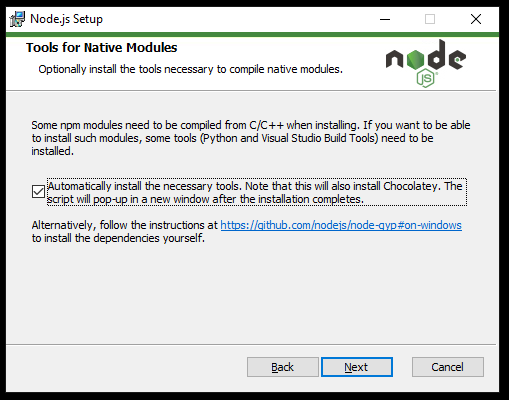 Node.js Setup
Tools for Native Modules
Optionally install the tools necessary to compile native modules.
node
JS
Some npm modules need to be compiled from C/C++ when installing. If you want to be able
to install such modules, some tools (Python and Visual Studio Build Tools) need to be
installed.
Automatically install the necessary tools. Note that this will also install Chocolatey. The
script will pop-up in a new window after the installation completes.
Alternatively, follow the instructions at https://github.com/nodejs/node-gyp#on-windows
to install the dependencies yourself.
Back Next Cancel